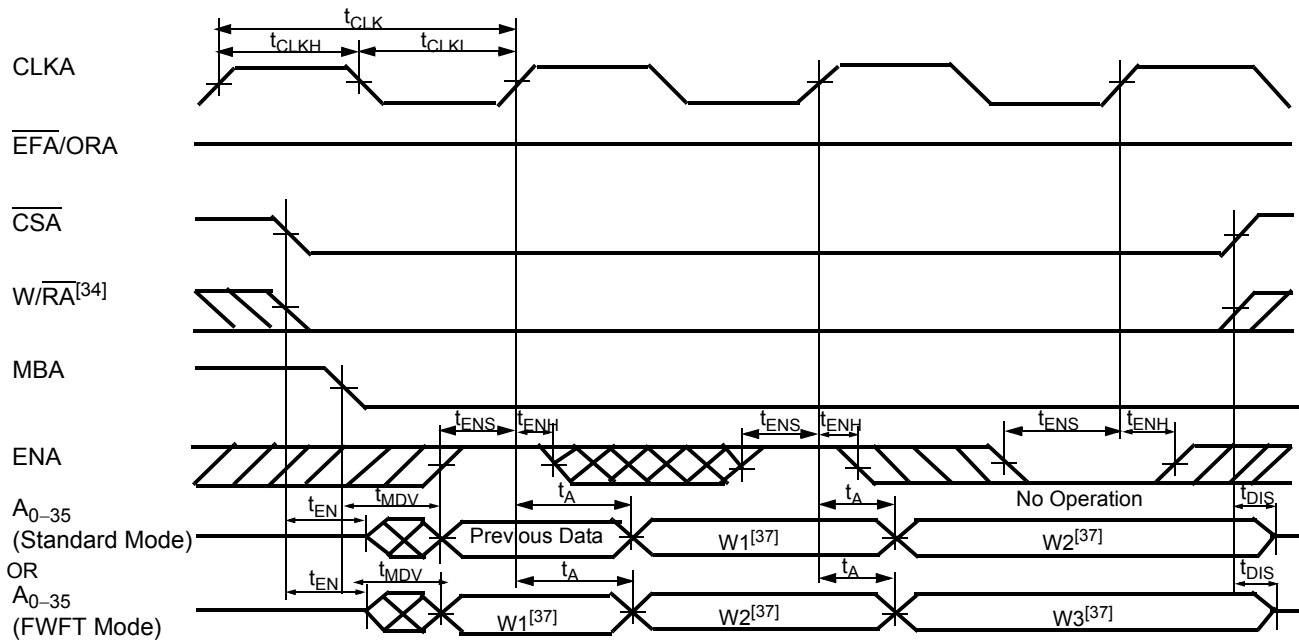 tCLK
tCLKH tCLKL
CLKA
EFA/ORA
CSA
W/RA[34]
MBA
tENS tENH tENS tENH tENS tENH
ENA
No Operation
tMDV tA tA tDIS
tEN
A0–35
(Standard Mode)
Previous Data W1[37] W2[37]
OR
tEN tMDV tA tA tDIS
A0–35
(FWFT Mode)
W1[37] W2[37] W3[37]